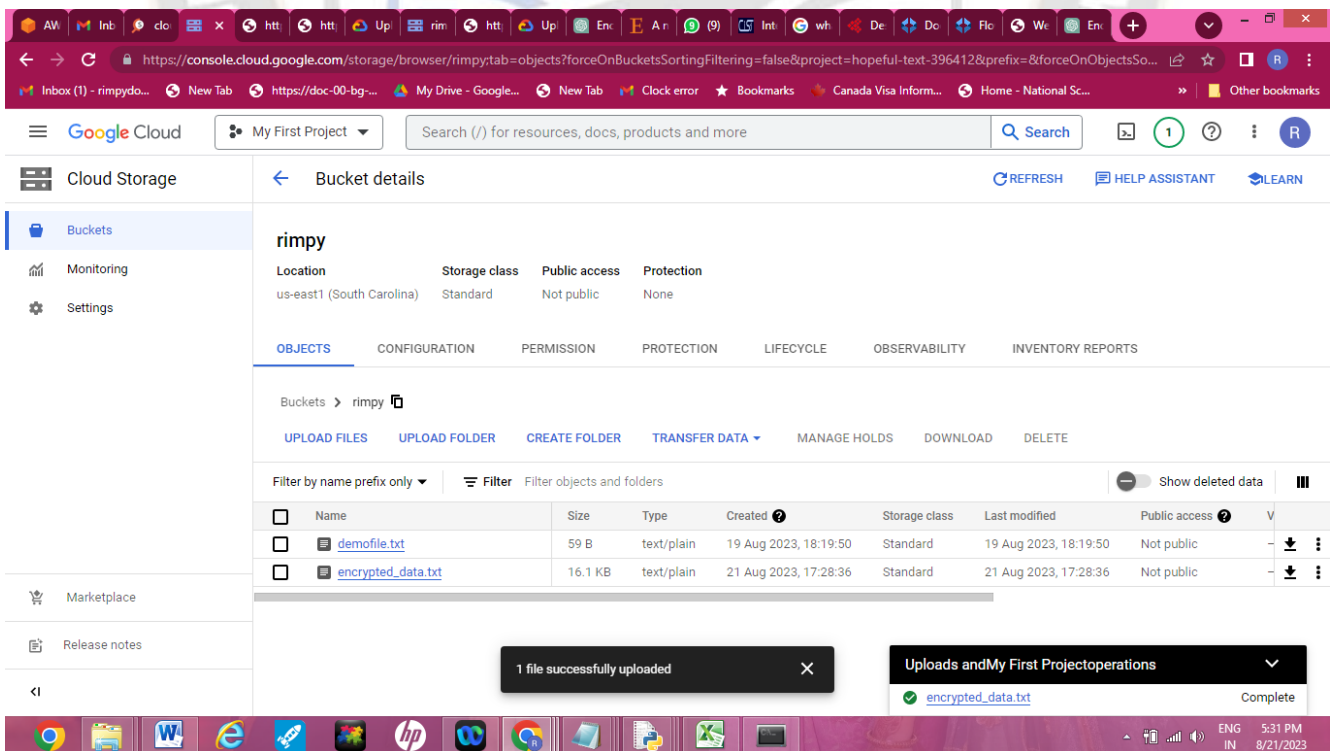 AW Inb clo htt htt Upl rim htt Upl Enc A n (9) Int wh De Do Flo We Enc
https://console.cloud.google.com/storage/browser/rimpy;tab=objects?forceOnBucketsSortingFiltering=false&project=hopeful-text-396412&prefix=&forceOnObjectsSo... R
Inbox (1) - rimpydo... New Tab https://doc-00-bg-... My Drive - Google... New Tab Clock error Bookmarks Canada Visa Inform... Home - National Sc... » Other bookmarks
Google Cloud My First Project Search (/) for resources, docs, products and more Search 1 R
Cloud Storage Bucket details REFRESH HELP ASSISTANT LEARN
Buckets
Monitoring
Settings
rimpy
Location Storage class Public access Protection
us-east1 (South Carolina) Standard Not public None
OBJECTS CONFIGURATION PERMISSION PROTECTION LIFECYCLE OBSERVABILITY INVENTORY REPORTS
Buckets > rimpy
UPLOAD FILES UPLOAD FOLDER CREATE FOLDER TRANSFER DATA MANAGE HOLDS DOWNLOAD DELETE
Filter by name prefix only Filter Filter objects and folders Show deleted data
Name Size Type Created Storage class Last modified Public access V
demofile.txt 59 B text/plain 19 Aug 2023, 18:19:50 Standard 19 Aug 2023, 18:19:50 Not public –
encrypted_data.txt 16.1 KB text/plain 21 Aug 2023, 17:28:36 Standard 21 Aug 2023, 17:28:36 Not public –
Marketplace
Release notes
1 file successfully uploaded
Uploads andMy First Projectoperations
encrypted_data.txt Complete
ENG 5:31 PM
IN 8/21/2023